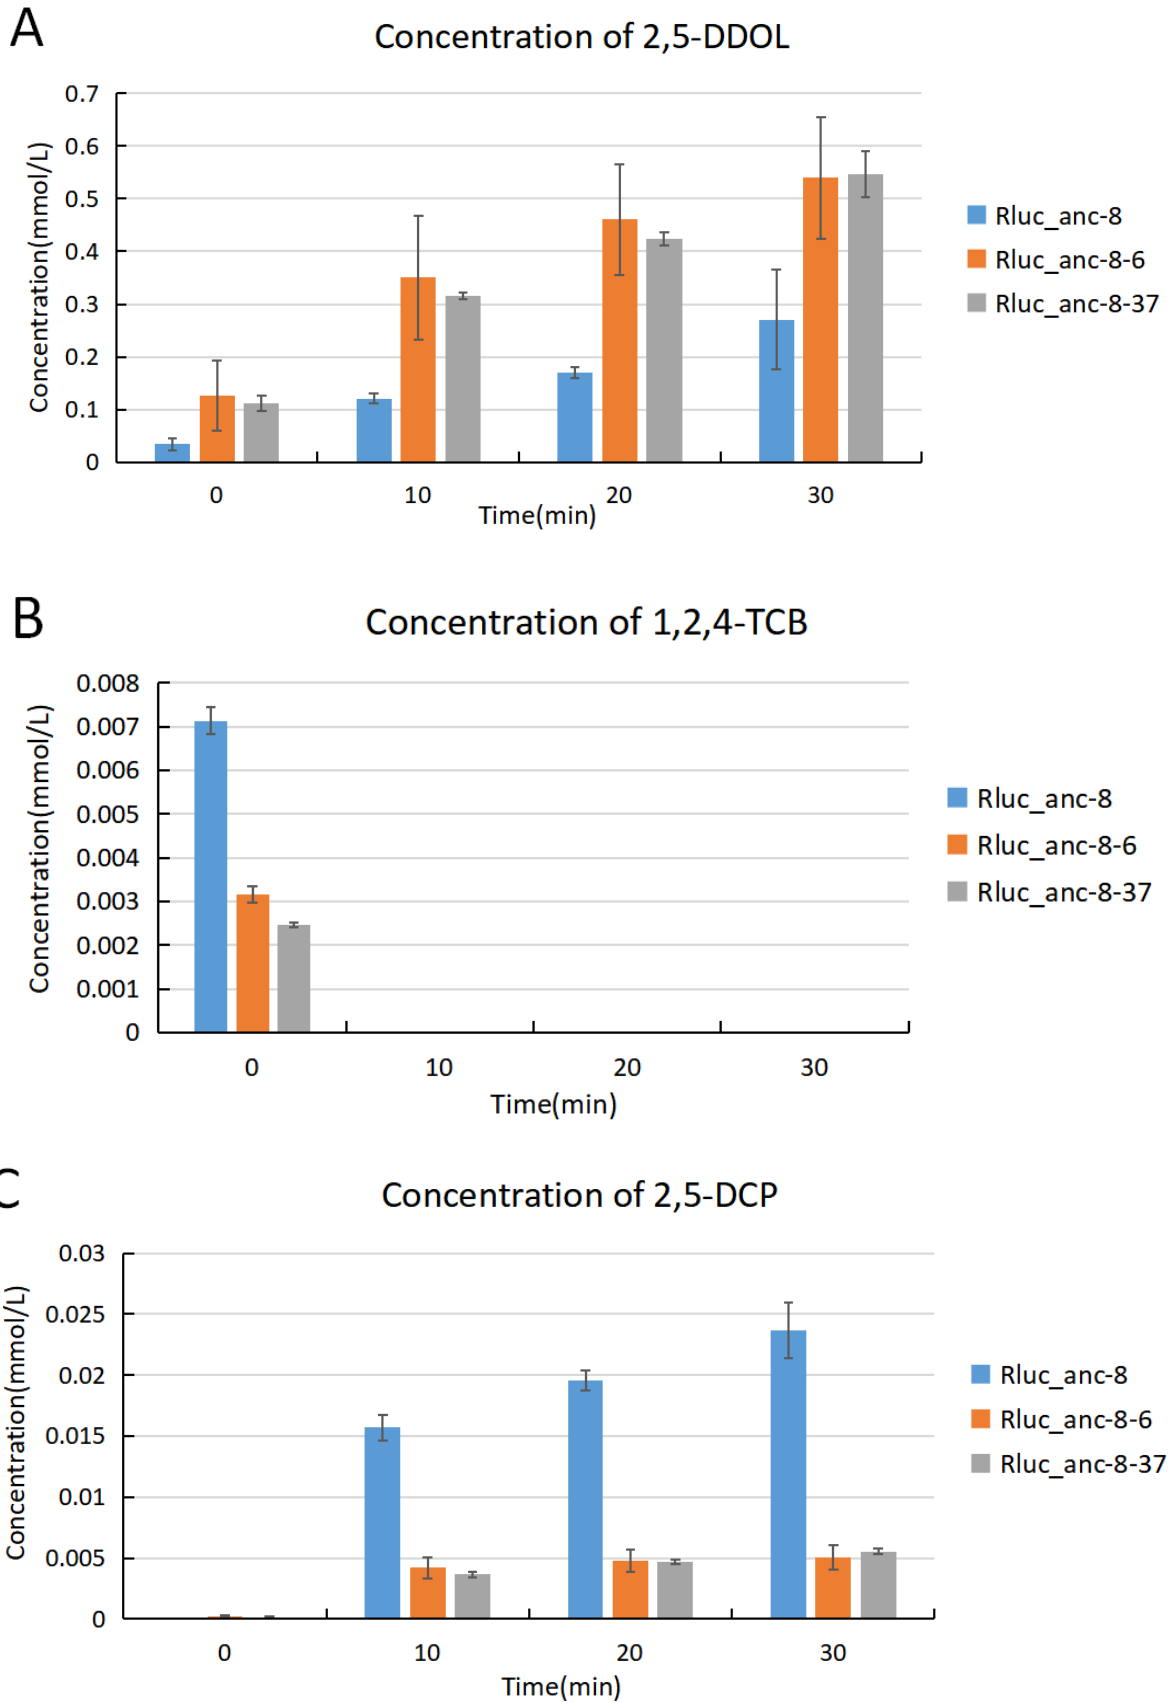 A
Concentration of 2,5-DDOL
Concentration(mmol/L)
0.7
0.6
0.5
0.4
0.3
0.2
0.1
0
0 10 20 30
Time(min)
Rluc_anc-8
Rluc_anc-8-6
Rluc_anc-8-37
B
Concentration of 1,2,4-TCB
Concentration(mmol/L)
0.008
0.007
0.006
0.005
0.004
0.003
0.002
0.001
0
0 10 20 30
Time(min)
Rluc_anc-8
Rluc_anc-8-6
Rluc_anc-8-37
C
Concentration of 2,5-DCP
Concentration(mmol/L)
0.03
0.025
0.02
0.015
0.01
0.005
0
0 10 20 30
Time(min)
Rluc_anc-8
Rluc_anc-8-6
Rluc_anc-8-37